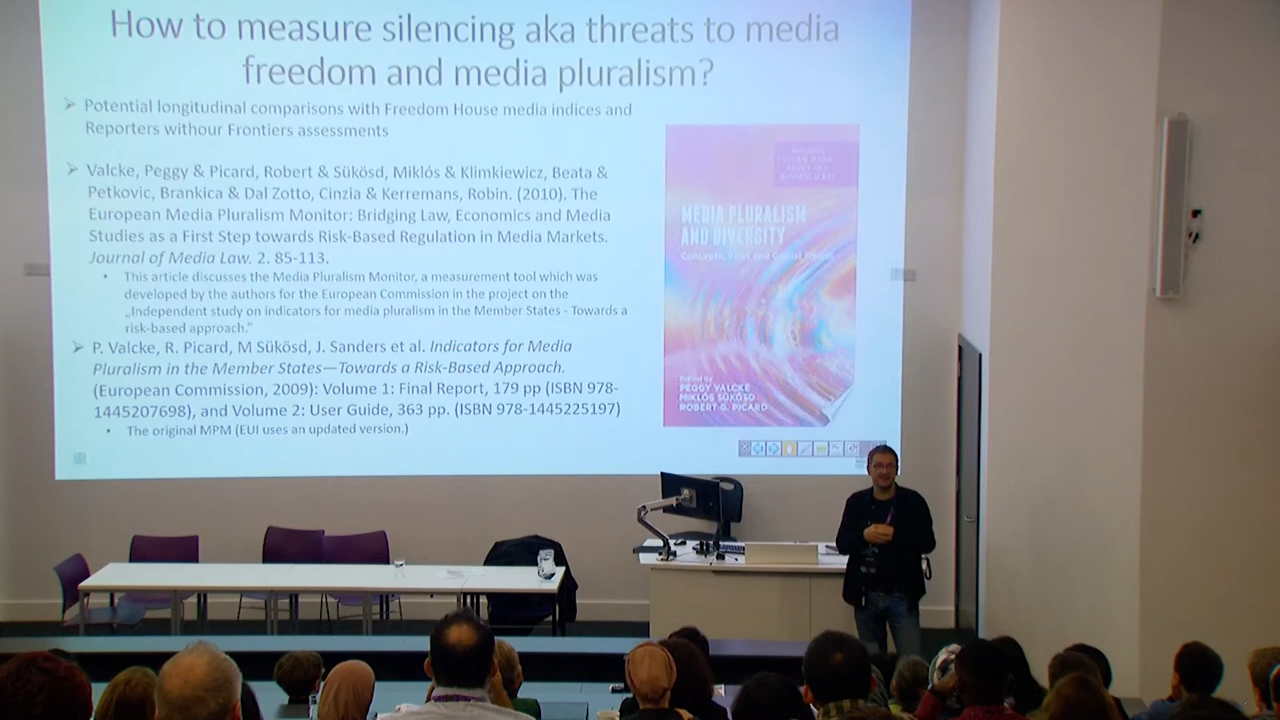 How to measure silencing aka threats to media
freedom and media pluralism?
Potential longitudinal comparisons with Freedom House media indices and
Reporters withour Frontiers assessments
Valcke, Peggy & Picard, Robert & Sükösd, Miklós & Klimkiewicz, Beata &
Petkovic, Brankica & Dal Zotto, Cinzia & Kerremans, Robin. (2010). The
European Media Pluralism Monitor: Bridging Law, Economics and Media
Studies as a First Step towards Risk-Based Regulation in Media Markets.
Journal of Media Law. 2. 85-113.
This article discusses the Media Pluralism Monitor, a measurement tool which was
developed by the authors for the European Commission in the project on the
„Independent study on indicators for media pluralism in the Member States - Towards a
risk-based approach."
P. Valcke, R. Picard, M Sükösd, J. Sanders et al. Indicators for Media
Pluralism in the Member States—Towards a Risk-Based Approach.
(European Commission, 2009): Volume 1: Final Report, 179 pp (ISBN 978-
1445207698), and Volume 2: User Guide, 363 pp. (ISBN 978-1445225197)
The original MPM (EUI uses an updated version.)
MEDIA PLURALISM
AND DIVERSITY
Concepts, Risks and Global Trends
Edited by
PEGGY VALCKE
MIKLÓS SÜKÖSD
ROBERT G. PICARD